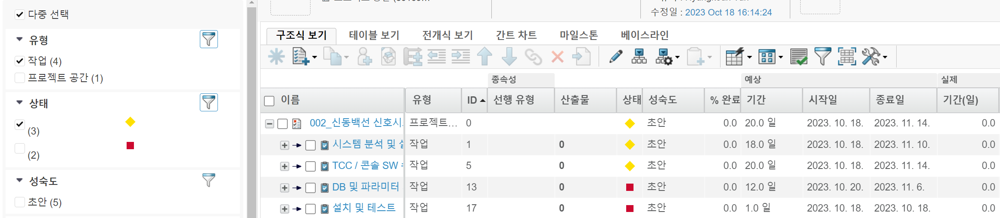 다중 선택
유형
작업 (4)
프로젝트 공간 (1)
상태
(3)
(2)
성숙도
초안 (5)
수정일 : 2023 Oct 18 16:14:24
구조식 보기 테이블 보기 전개식 보기 간트 차트 마일스톤 베이스라인
종속성 예상 실제
이름 유형 ID 선행 유형 산출물 상태 성숙도 % 완료 기간 시작일 종료일 기간(일)
002_신동백선 신호시 프로젝트... 0 초안 0.0 20.0 일 2023. 10. 18. 2023. 11. 14. 0.0
시스템 분석 및 작업 1 0 초안 0.0 18.0 일 2023. 10. 18. 2023. 11. 10. 0.0
TCC / 콘솔 SW 작업 5 0 초안 0.0 20.0 일 2023. 10. 18. 2023. 11. 14. 0.0
DB 및 파라미터 작업 13 0 초안 0.0 12.0 일 2023. 10. 20. 2023. 11. 6. 0.0
설치 및 테스트 작업 17 0 초안 0.0 1.0 일 2023. 10. 18. 2023. 10. 18. 0.0